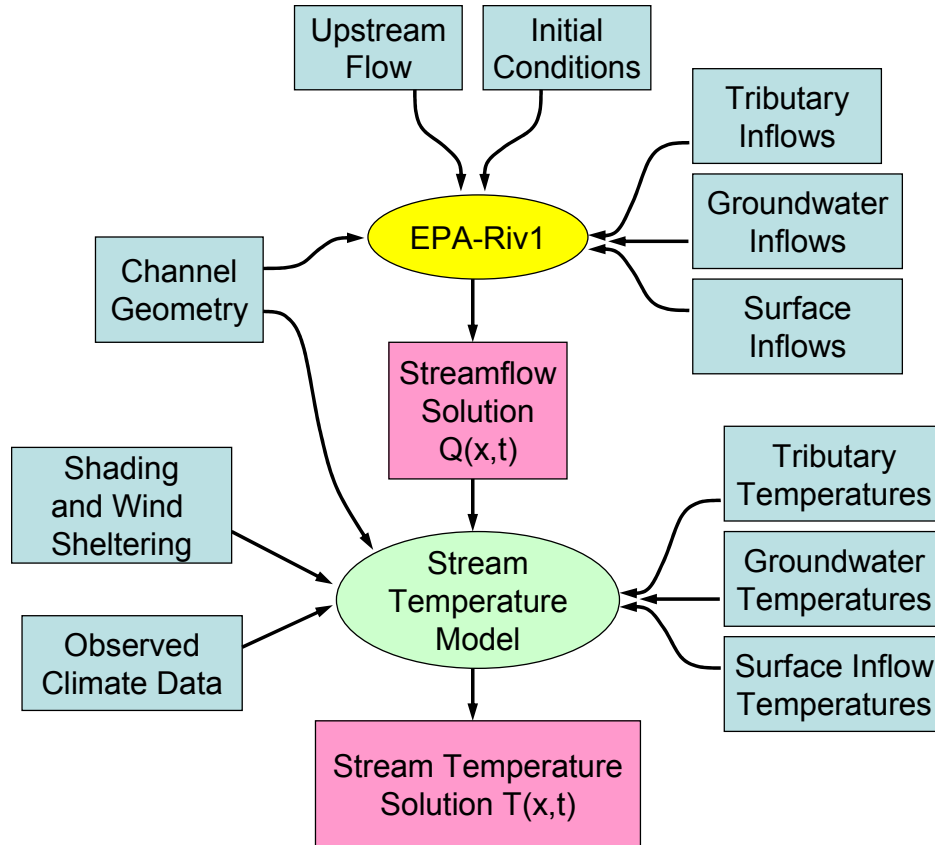 Upstream
Flow
Initial
Conditions
Tributary
Inflows
Groundwater
Inflows
EPA-Riv1
Channel
Geometry
Surface
Inflows
Streamflow
Solution
Q(x,t)
Shading
and Wind
Sheltering
Tributary
Temperatures
Stream
Temperature
Model
Groundwater
Temperatures
Observed
Climate Data
Surface Inflow
Temperatures
Stream Temperature
Solution T(x,t)